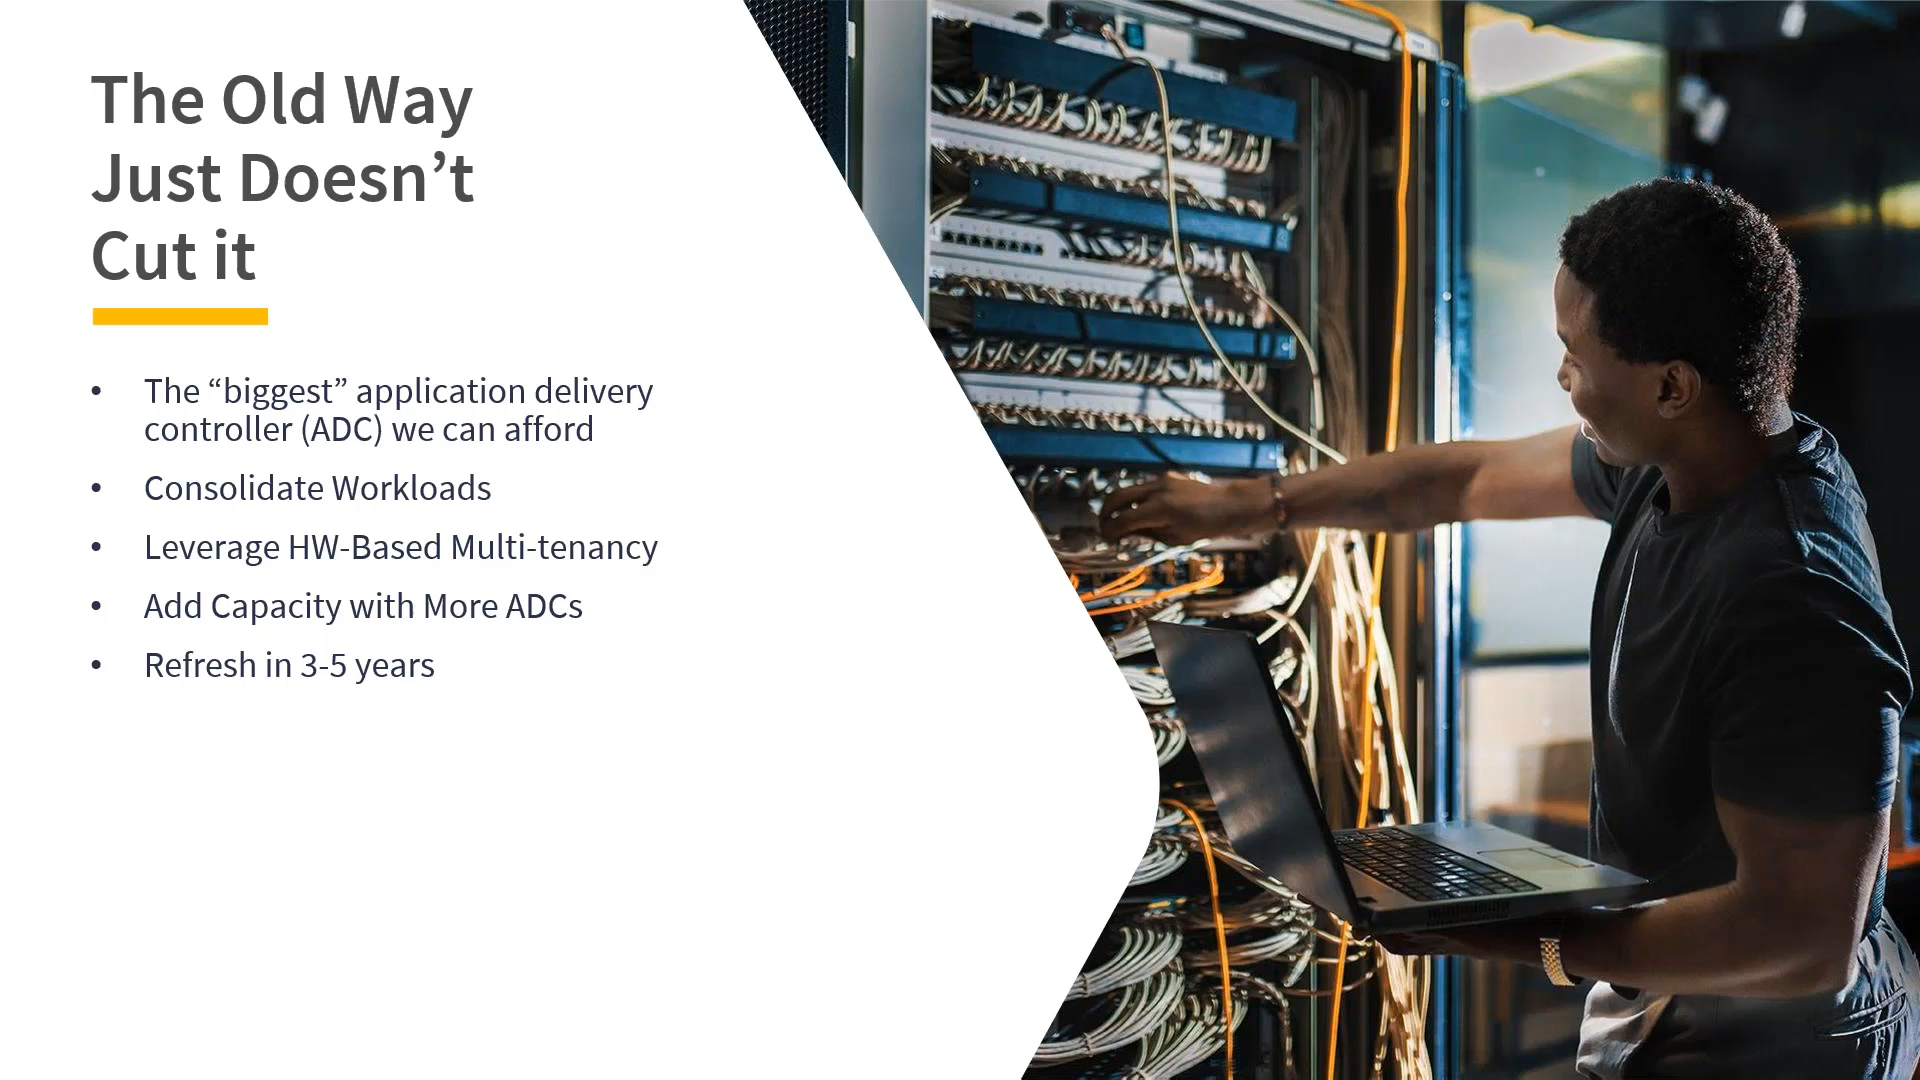 The Old Way
Just Doesn’t
Cut it
• The “biggest” application delivery
controller (ADC) we can afford
• Consolidate Workloads
• Leverage HW-Based Multi-tenancy
• Add Capacity with More ADCs
• Refresh in 3-5 years